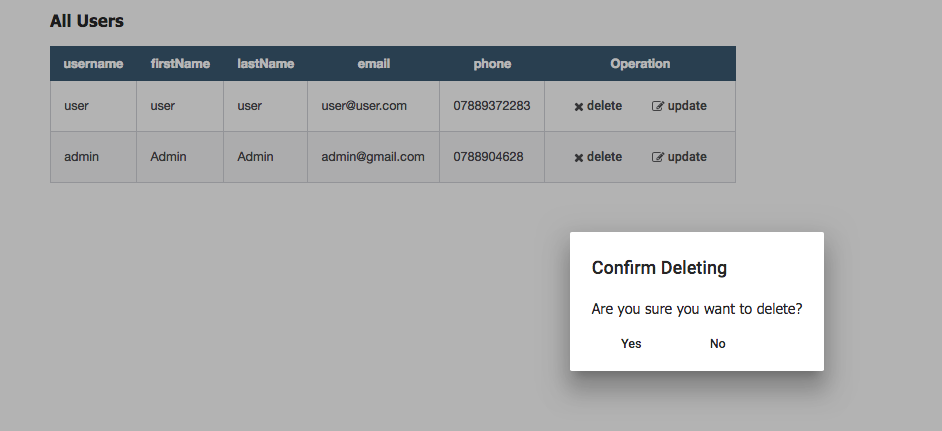 All Users
username firstName lastName email phone Operation
user user user user@user.com 07889372283 delete update
admin Admin Admin admin@gmail.com 0788904628 delete update
Confirm Deleting
Are you sure you want to delete?
Yes No